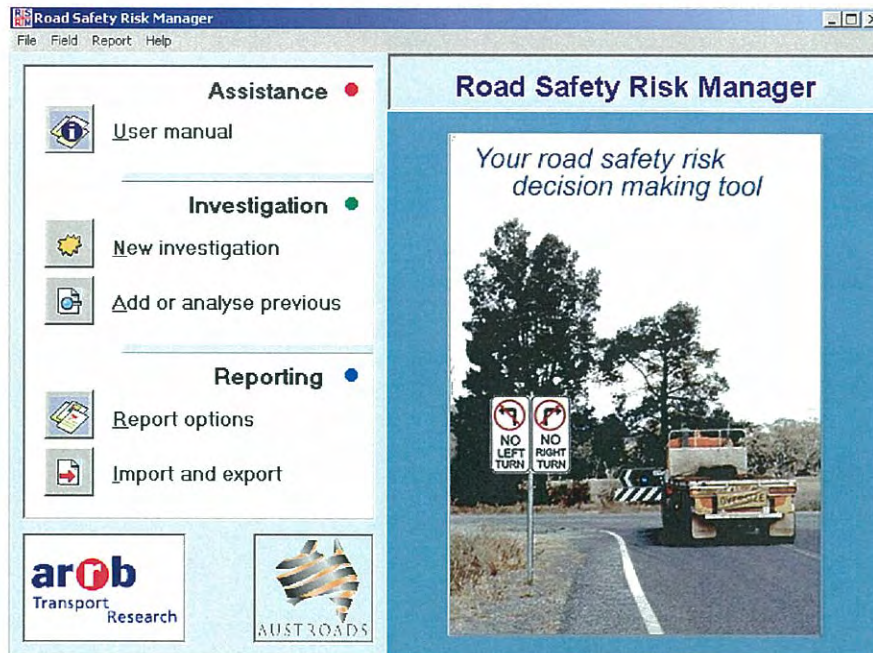 Road Safety Risk Manager
File Field Report Help
Assistance
User manual
Investigation
New investigation
Add or analyse previous
Reporting
Report options
Import and export
arrb
Transport
Research
AUSTROADS
Road Safety Risk Manager
Your road safety risk
decision making tool
NO
LEFT
TURN
NO
RIGHT
TURN
OVERSIZE